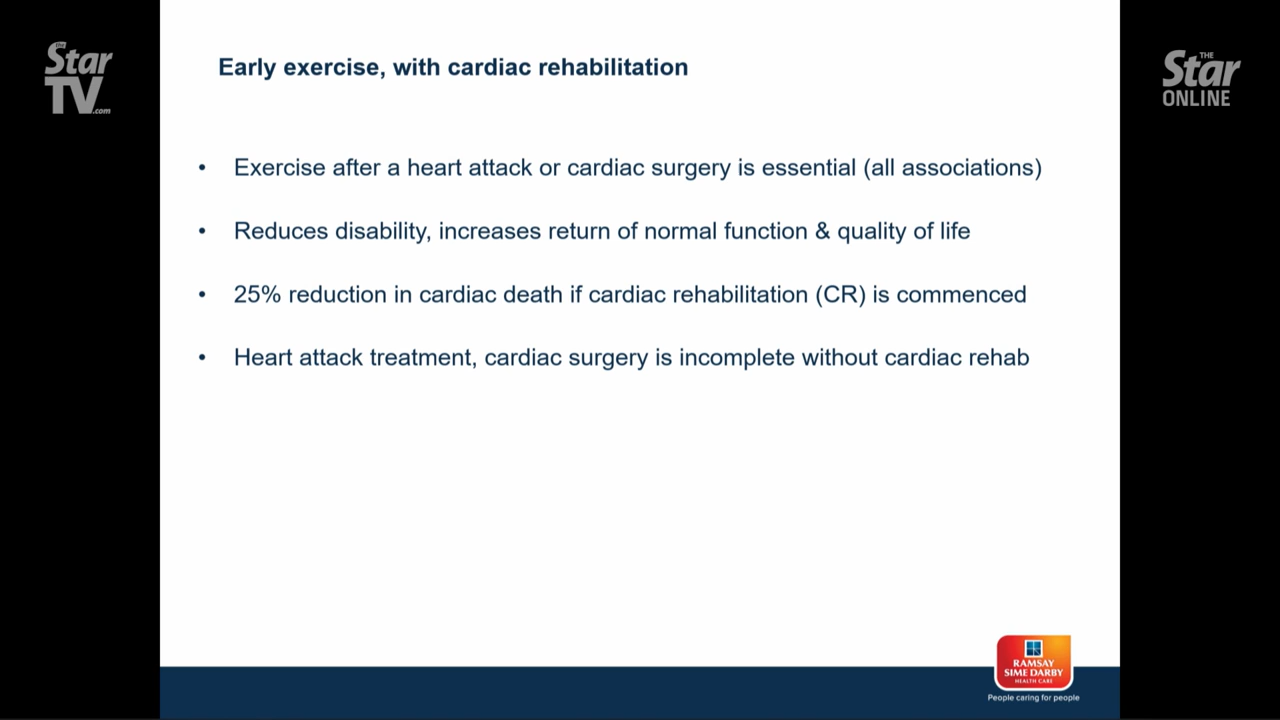 the
Star
TV.com
THE
Star
ONLINE
Early exercise, with cardiac rehabilitation
• Exercise after a heart attack or cardiac surgery is essential (all associations)
• Reduces disability, increases return of normal function & quality of life
• 25% reduction in cardiac death if cardiac rehabilitation (CR) is commenced
• Heart attack treatment, cardiac surgery is incomplete without cardiac rehab
RAMSAY
SIME DARBY
HEALTH CARE
People caring for people